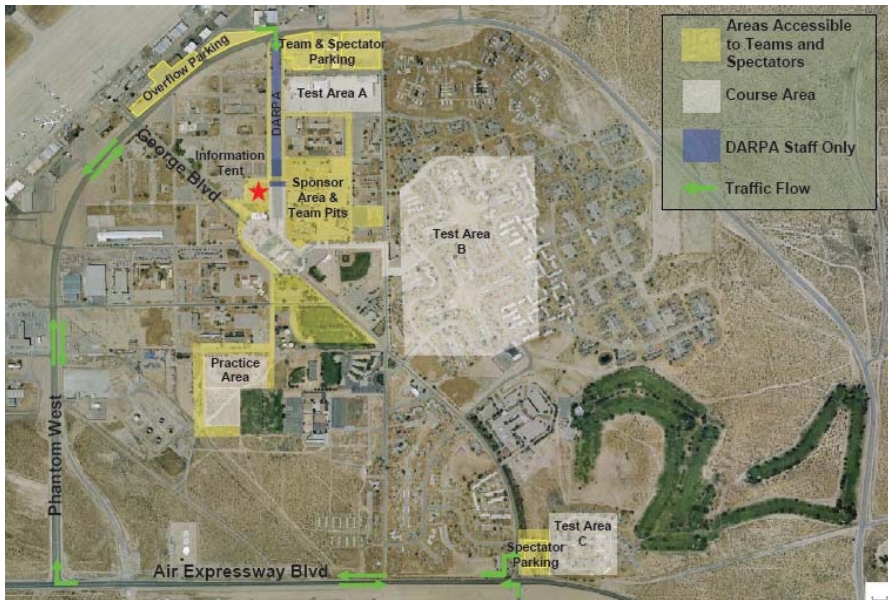 Overflow Parking
Team & Spectator
Parking
Test Area A
DARPA
George Blvd
Information
Tent
Sponsor
Area &
Team Pits
Test Area
B
Practice
Area
Phantom West
Spectator
Parking
Test Area
C
Air Expressway Blvd
Areas Accessible
to Teams and
Spectators
Course Area
DARPA Staff Only
Traffic Flow